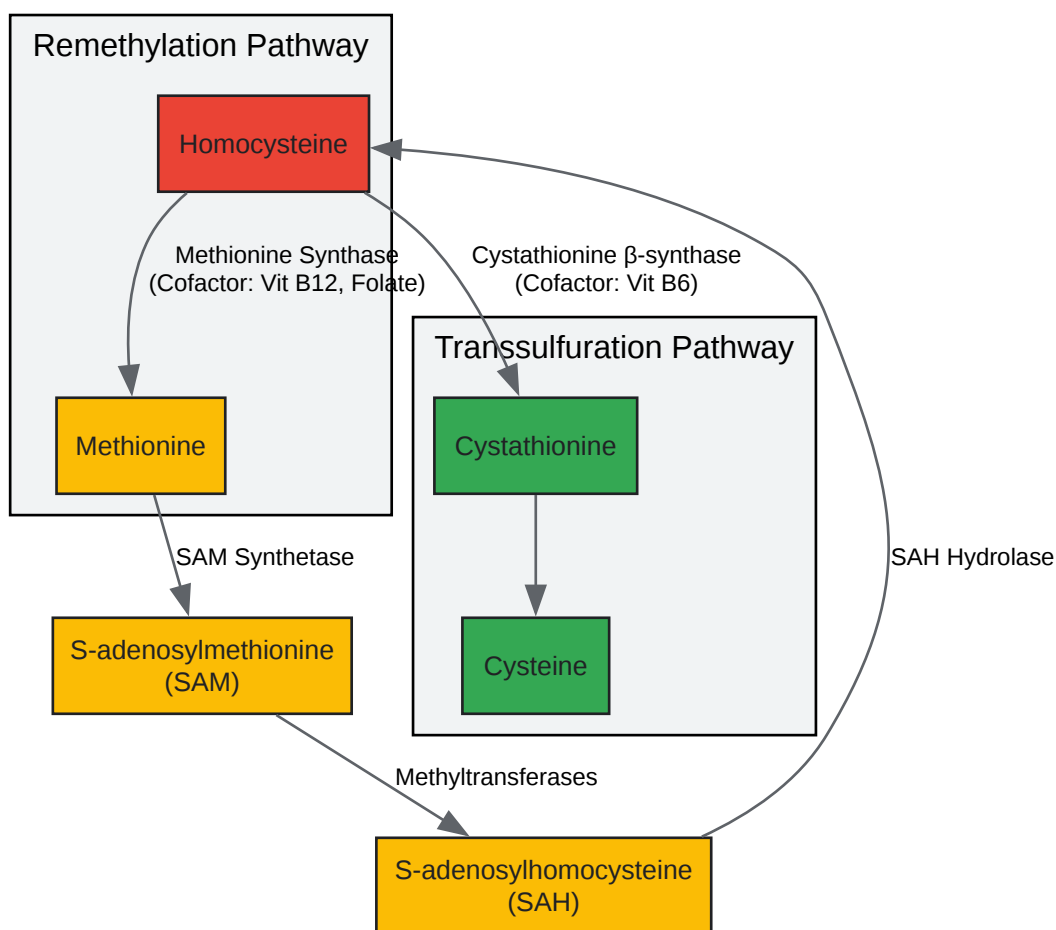 Remethylation Pathway
Homocysteine
Methionine Synthase
(Cofactor: Vit B12, Folate)
Cystathionine β-synthase
(Cofactor: Vit B6)
Transsulfuration Pathway
Methionine
Cystathionine
SAM Synthetase
SAH Hydrolase
S-adenosylmethionine
(SAM)
Cysteine
Methyltransferases
S-adenosylhomocysteine
(SAH)